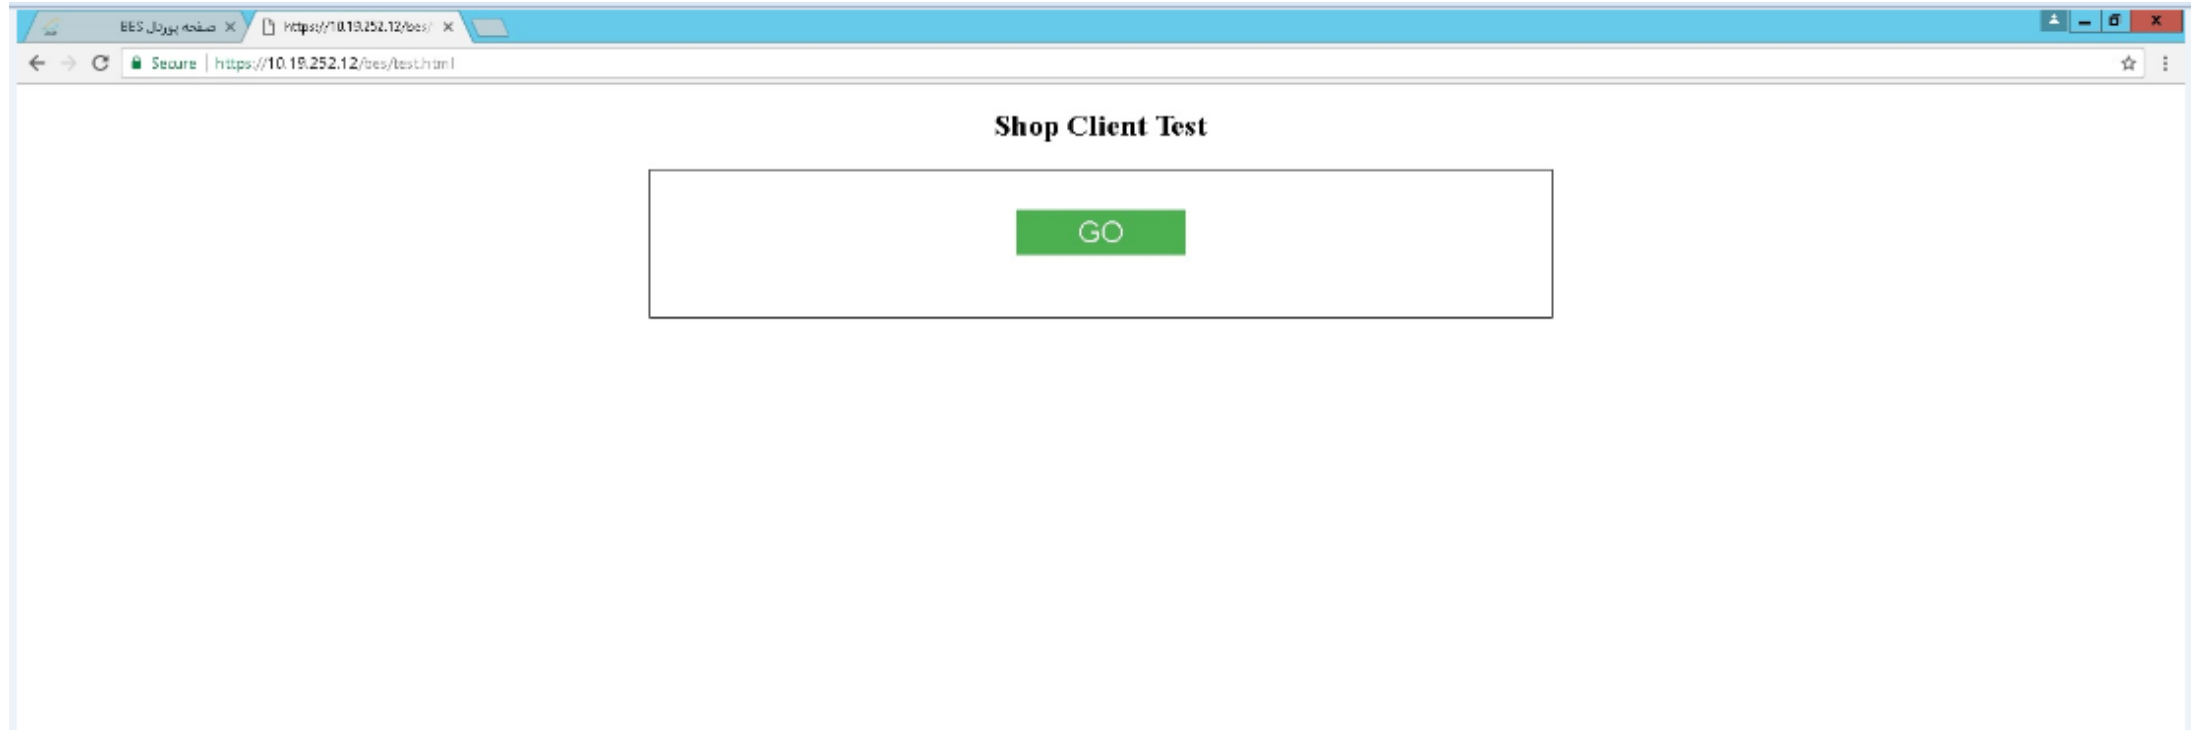 صفحه پورتال BES
https://10.19.252.12/bes/
Secure | https://10.19.252.12/bes/test.html
Shop Client Test
GO